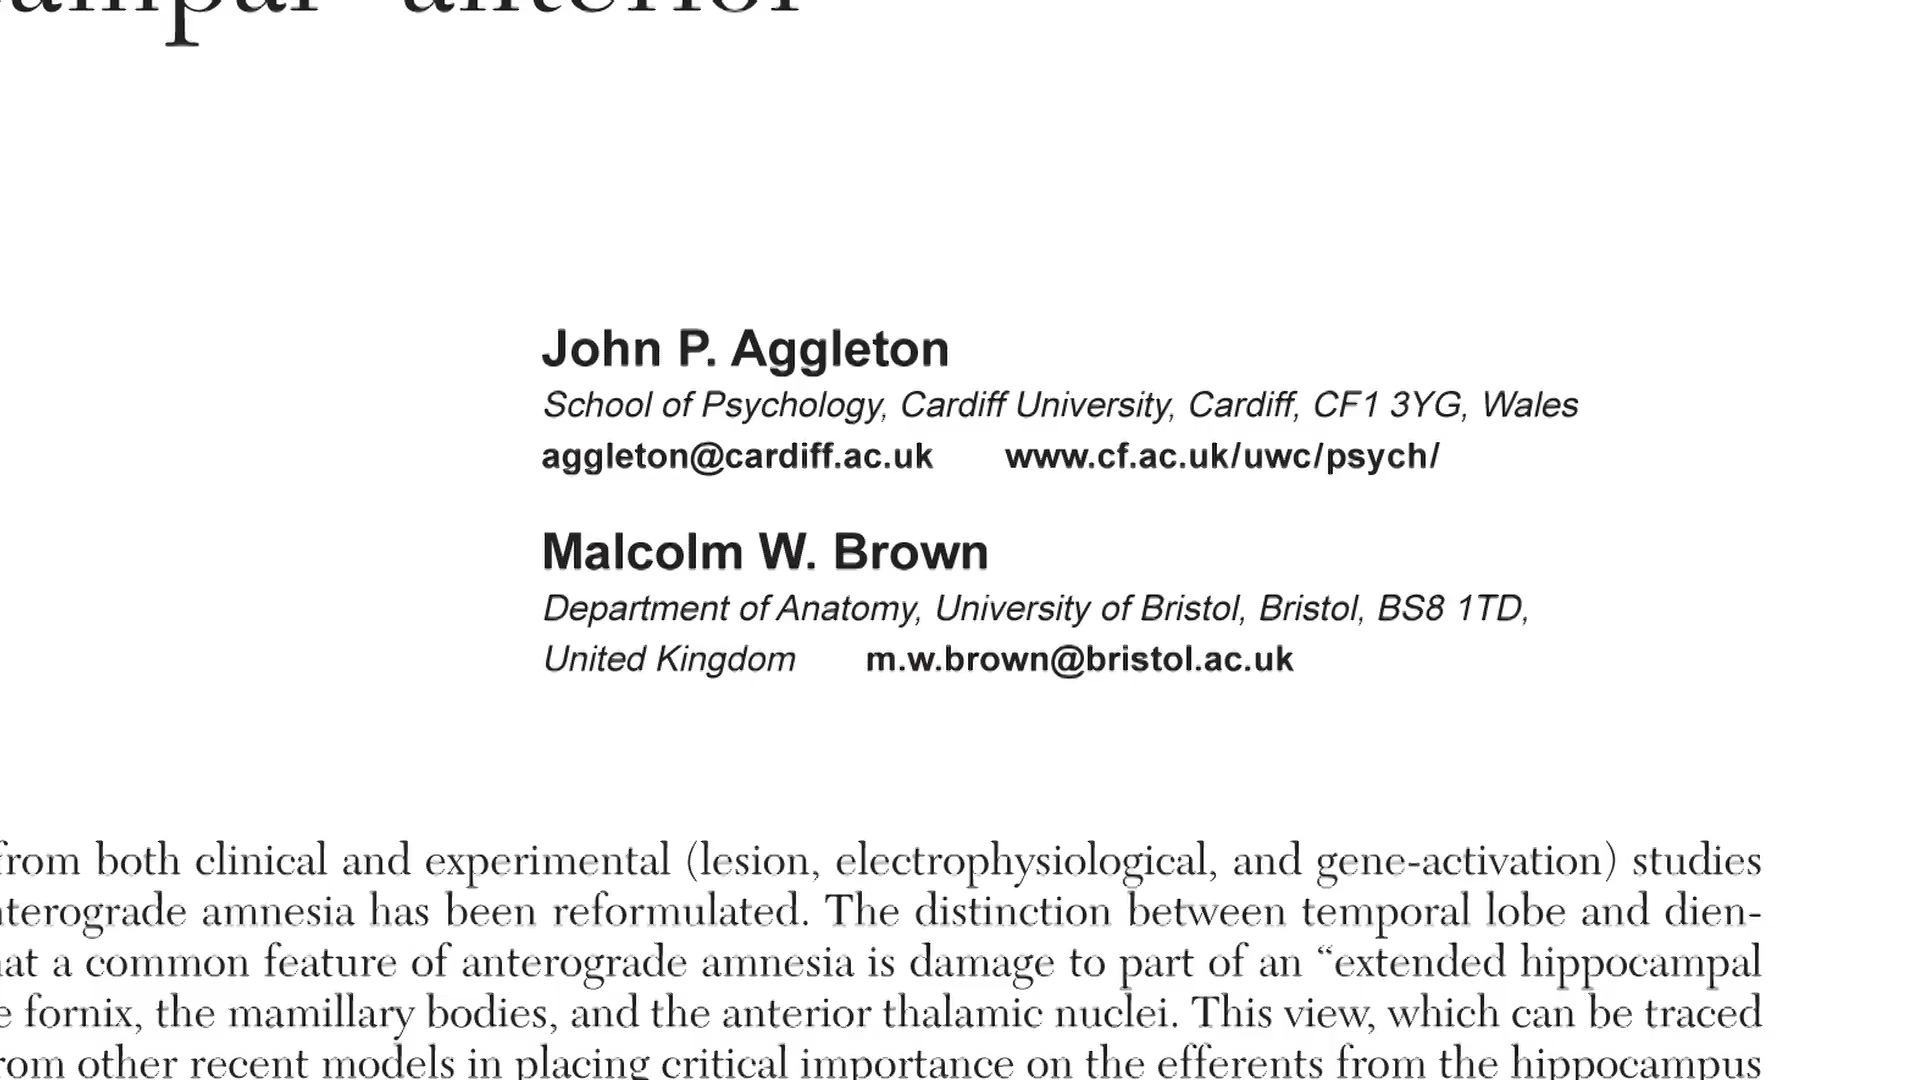 anterior
John P. Aggleton
School of Psychology, Cardiff University, Cardiff, CF1 3YG, Wales
aggleton@cardiff.ac.uk www.cf.ac.uk/uwc/psych/
Malcolm W. Brown
Department of Anatomy, University of Bristol, Bristol, BS8 1TD,
United Kingdom m.w.brown@bristol.ac.uk
from both clinical and experimental (lesion, electrophysiological, and gene-activation) studies
nterograde amnesia has been reformulated. The distinction between temporal lobe and dien-
at a common feature of anterograde amnesia is damage to part of an “extended hippocampal
e fornix, the mamillary bodies, and the anterior thalamic nuclei. This view, which can be traced
rom other recent models in placing critical importance on the efferents from the hippocampus